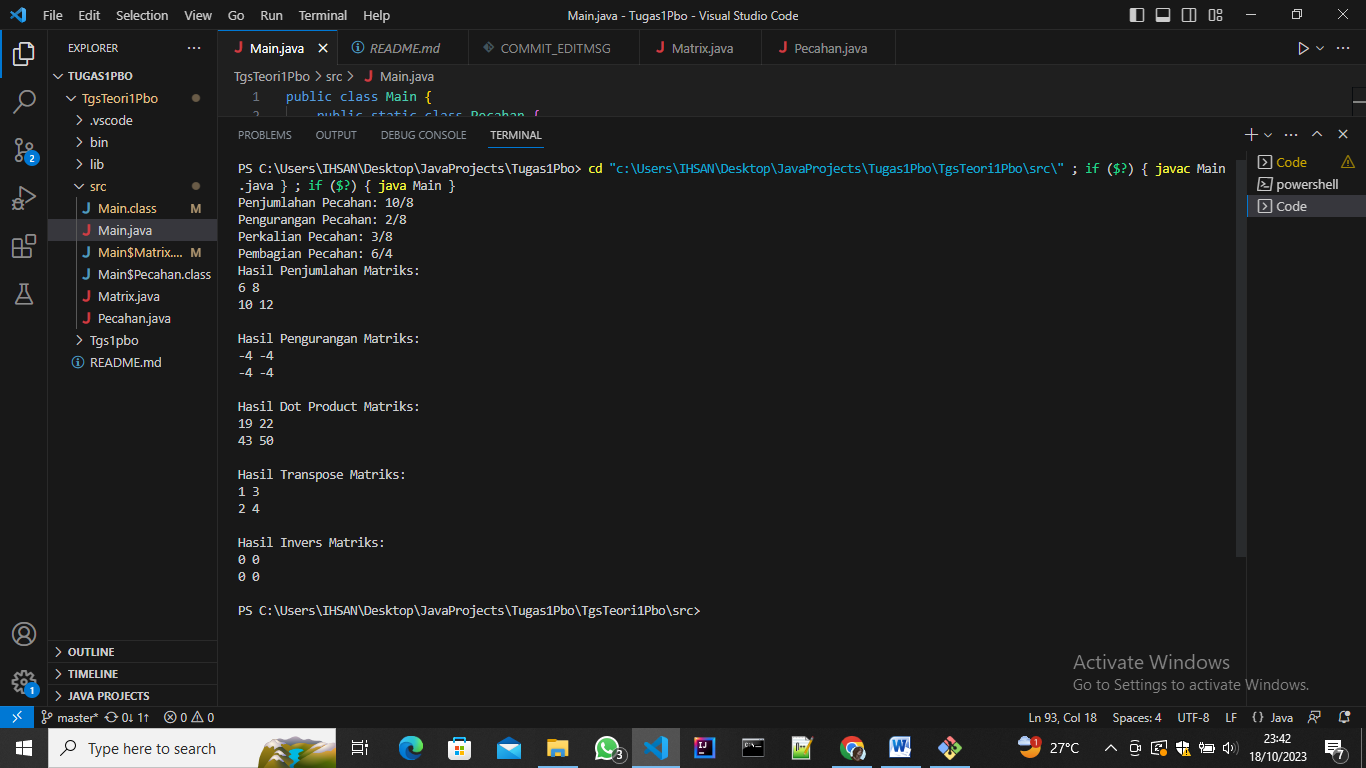 File Edit Selection View Go Run Terminal Help
Main.java - Tugas1Pbo - Visual Studio Code
EXPLORER
TUGAS1PBO
TgsTeori1Pbo
.vscode
bin
lib
src
Main.class M
Main.java
Main$Matrix.... M
Main$Pecahan.class
Matrix.java
Pecahan.java
Tgs1pbo
README.md
OUTLINE
TIMELINE
JAVA PROJECTS
Main.java README.md COMMIT_EDITMSG Matrix.java Pecahan.java
TgsTeori1Pbo > src > Main.java
1 public class Main {
2 public static class Pecahan {
PROBLEMS OUTPUT DEBUG CONSOLE TERMINAL
PS C:\Users\IHSAN\Desktop\JavaProjects\Tugas1Pbo> cd "c:\Users\IHSAN\Desktop\JavaProjects\Tugas1Pbo\TgsTeori1Pbo\src\" ; if ($?) { javac Main
.java } ; if ($?) { java Main }
Penjumlahan Pecahan: 10/8
Pengurangan Pecahan: 2/8
Perkalian Pecahan: 3/8
Pembagian Pecahan: 6/4
Hasil Penjumlahan Matriks:
6 8
10 12
Hasil Pengurangan Matriks:
-4 -4
-4 -4
Hasil Dot Product Matriks:
19 22
43 50
Hasil Transpose Matriks:
1 3
2 4
Hasil Invers Matriks:
0 0
0 0
PS C:\Users\IHSAN\Desktop\JavaProjects\Tugas1Pbo\TgsTeori1Pbo\src>
Code
powershell
Code
Activate Windows
Go to Settings to activate Windows.
2
1
master* 0↓ 1↑ 0 0
Ln 93, Col 18 Spaces: 4 UTF-8 LF {} Java
Type here to search
3
1
27°C
23:42
18/10/2023
7